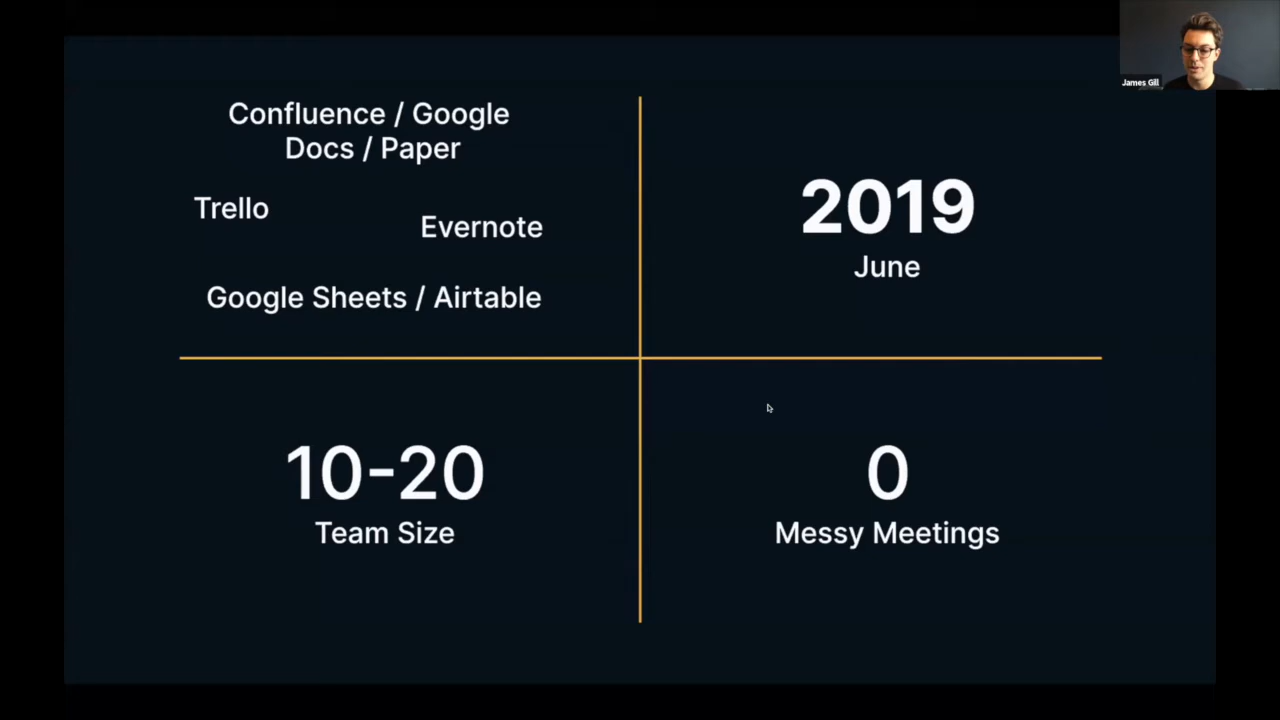 James Gill
Confluence / Google
Docs / Paper
Trello
Evernote
Google Sheets / Airtable
2019
June
10-20
Team Size
0
Messy Meetings